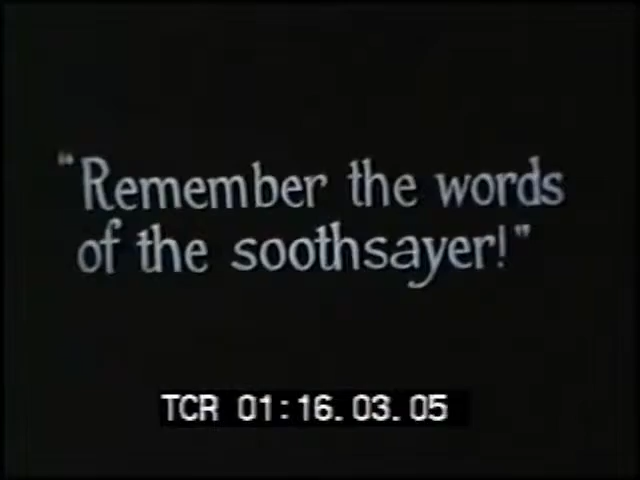 "Remember the words
of the soothsayer!"
TCR 01:16.03.05